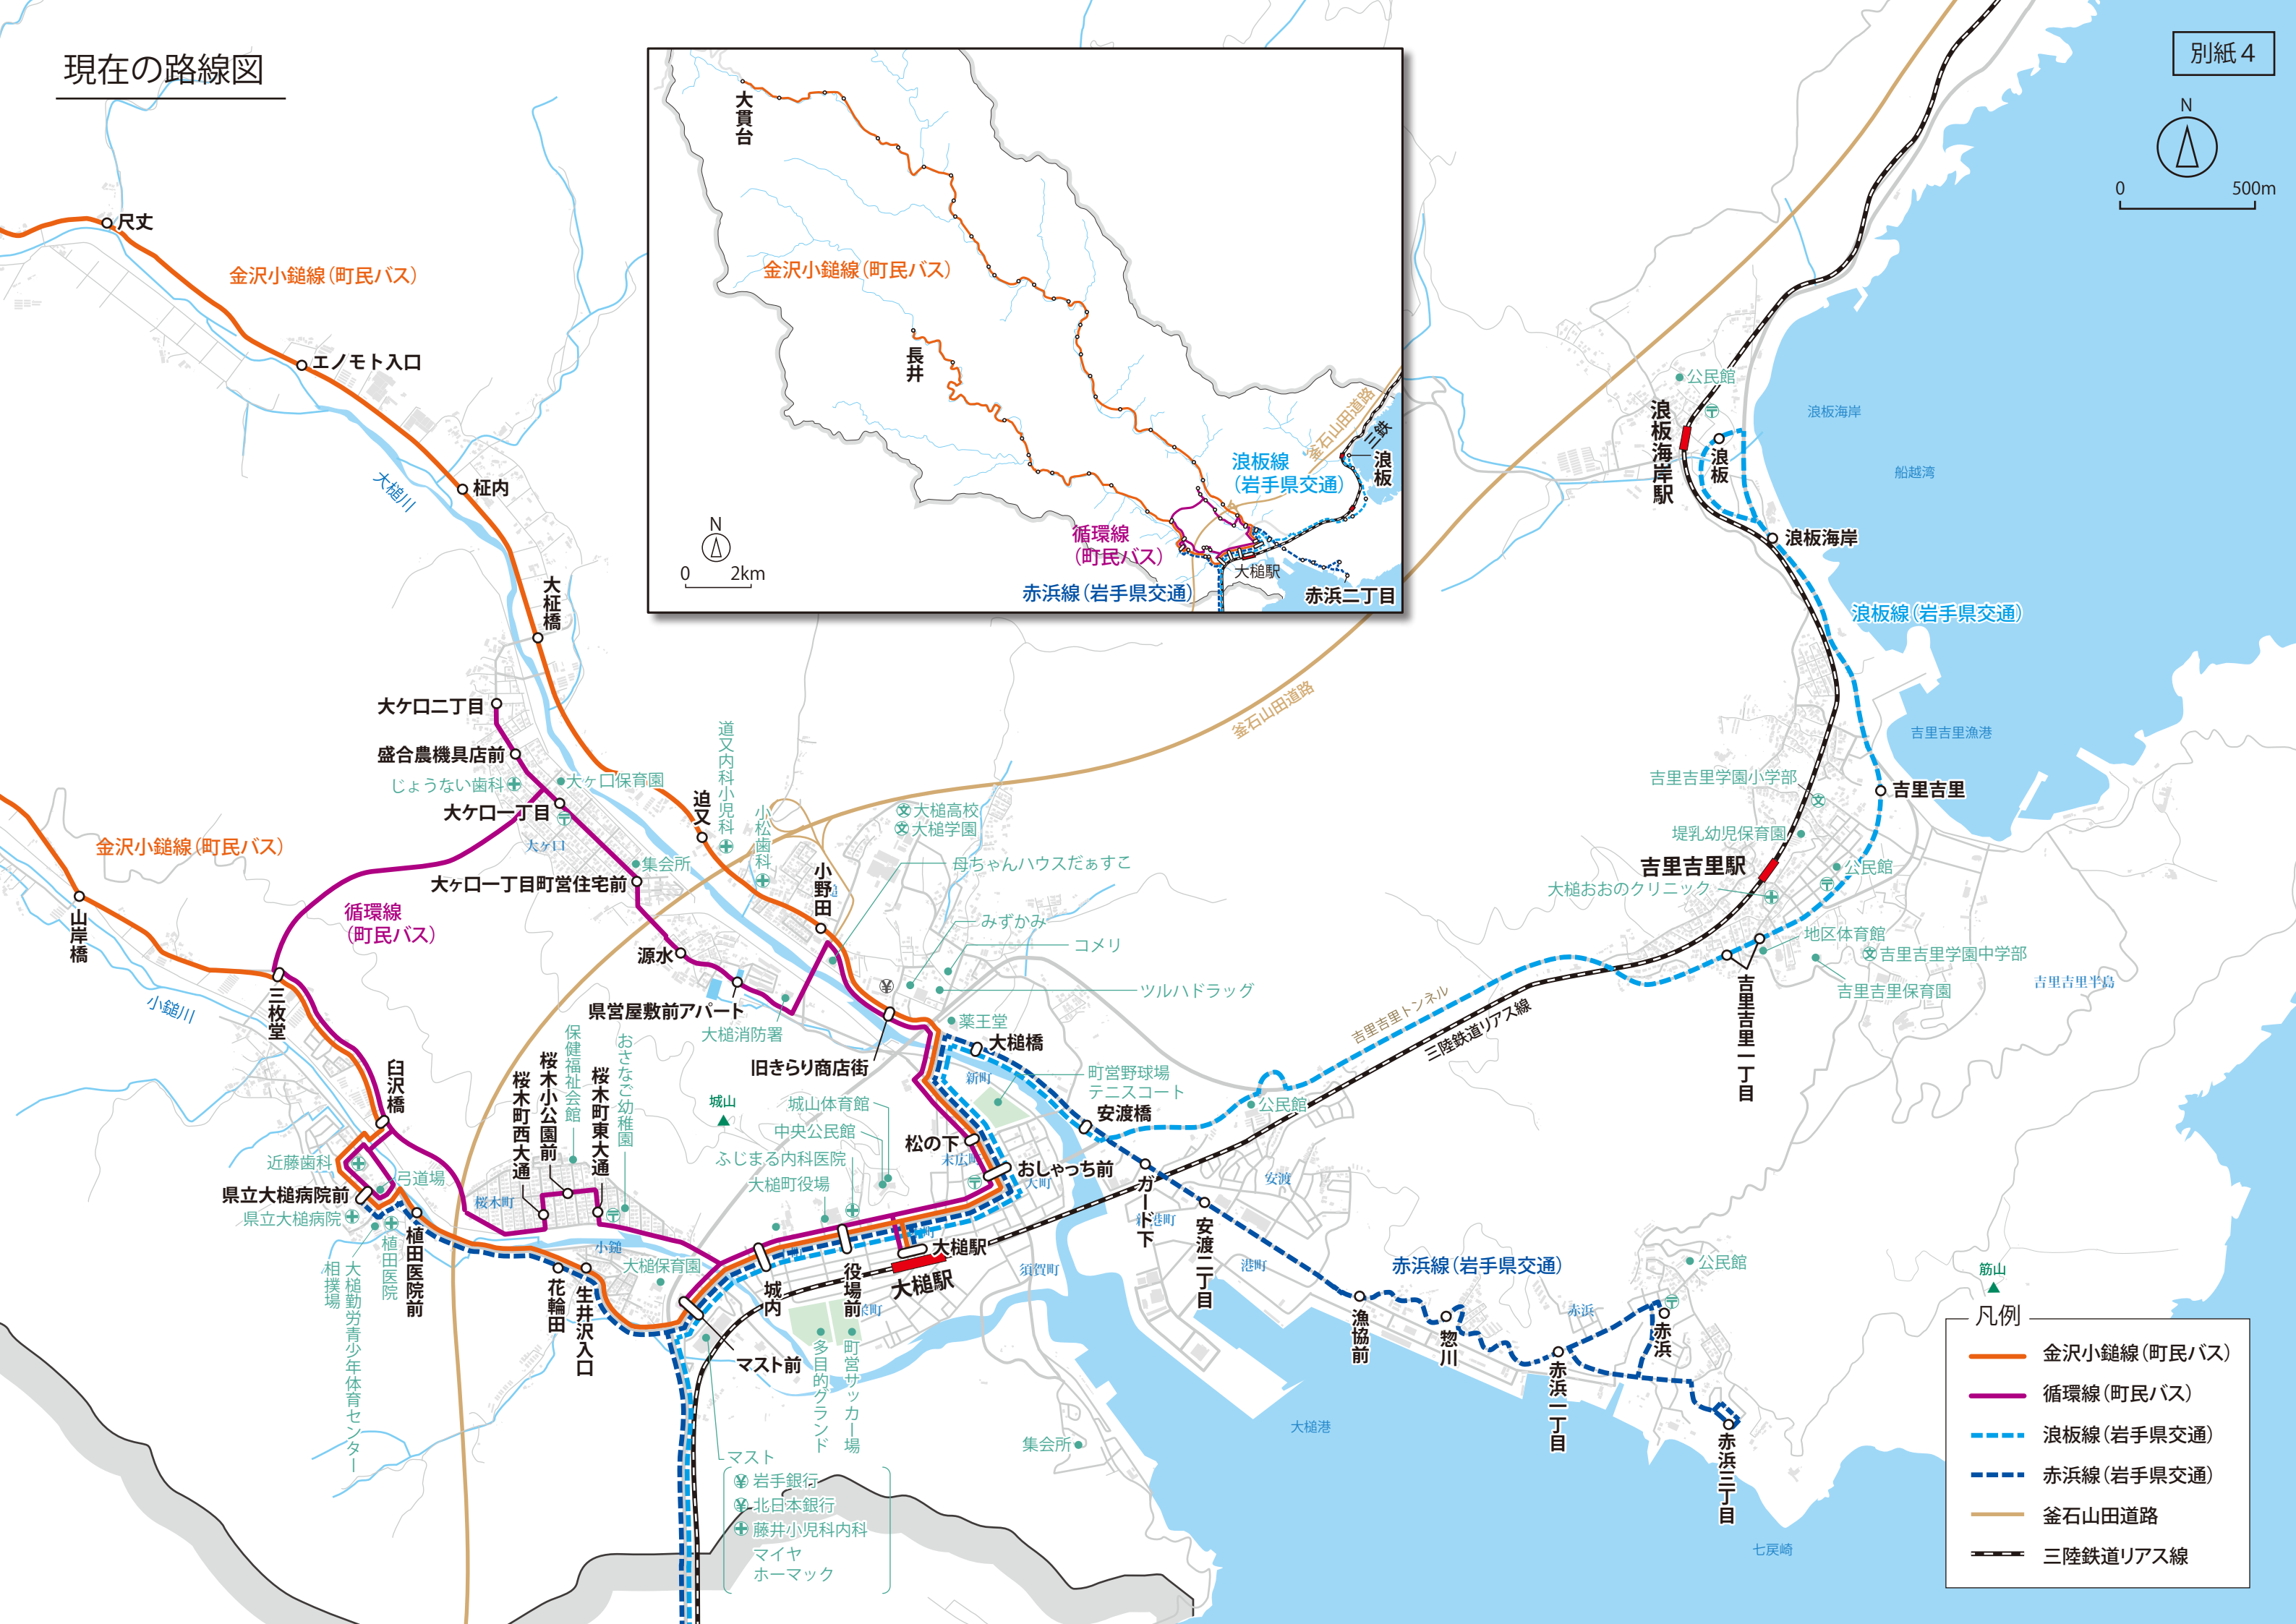 現在の路線図
別紙4
N
0 500m
尺丈
金沢小鎚線(町民バス)
エノモト入口
大槌川
柾内
大柾橋
大ケ口二丁目
盛合農機具店前
じょうたい歯科
大ケ口保育園
大ケ口一丁目
大ケ口
集会所
大ヶ口一丁目町営住宅前
源水
県営屋敷前アパート
大槌消防署
迫又
道又内科小児科
小松歯科
小野田
大槌高校
大槌学園
母ちゃんハウスだぁすこ
みずかみ
コメリ
ツルハドラッグ
薬王堂
旧きらり商店街
大槌橋
新町
町営野球場
テニスコート
安渡橋
公民館
金沢小鎚線(町民バス)
山岸橋
小鎚川
循環線
(町民バス)
三枚堂
臼沢橋
近藤歯科
弓道場
県立大槌病院前
県立大槌病院
植田医院
相撲場
大槌勤労青少年体育センター
植田医院前
桜木町
桜木町西大通
桜木小公園前
保健福祉会館
桜木町東大通
おさなご幼稚園
小鎚
花輪田
生井沢入口
大槌保育園
城山
城山体育館
中央公民館
ふじまる内科医院
大槌町役場
松の下
末広町
おしゃっち前
大町
城内
役場前
大槌駅
大槌駅
須賀町
栄町
マスト前
多目的グランド
町営サッカー場
マスト
岩手銀行
北日本銀行
藤井小児科内科
マイヤ
ホーマック
集会所
大貫台
金沢小鎚線(町民バス)
長井
N
0 2km
循環線
(町民バス)
浪板線
(岩手県交通)
釜石山田道路
三鉄
浪板
大槌駅
赤浜線(岩手県交通)
赤浜二丁目
釜石山田道路
吉里吉里トンネル
三陸鉄道リアス線
公民館
浪板海岸駅
浪板
浪板海岸
船越湾
浪板海岸
浪板線(岩手県交通)
吉里吉里漁港
吉里吉里
吉里吉里学園小学部
堤乳幼児保育園
吉里吉里駅
公民館
大槌おおのクリニック
地区体育館
吉里吉里学園中学部
吉里吉里保育園
吉里吉里半島
吉里吉里一丁目
ガード下
安渡
港町
安渡二丁目
赤浜線(岩手県交通)
漁協前
惣川
赤浜
赤浜一丁目
公民館
赤浜
赤浜三丁目
大槌港
筋山
七戻崎
凡例
金沢小鎚線(町民バス)
循環線(町民バス)
浪板線(岩手県交通)
赤浜線(岩手県交通)
釜石山田道路
三陸鉄道リアス線